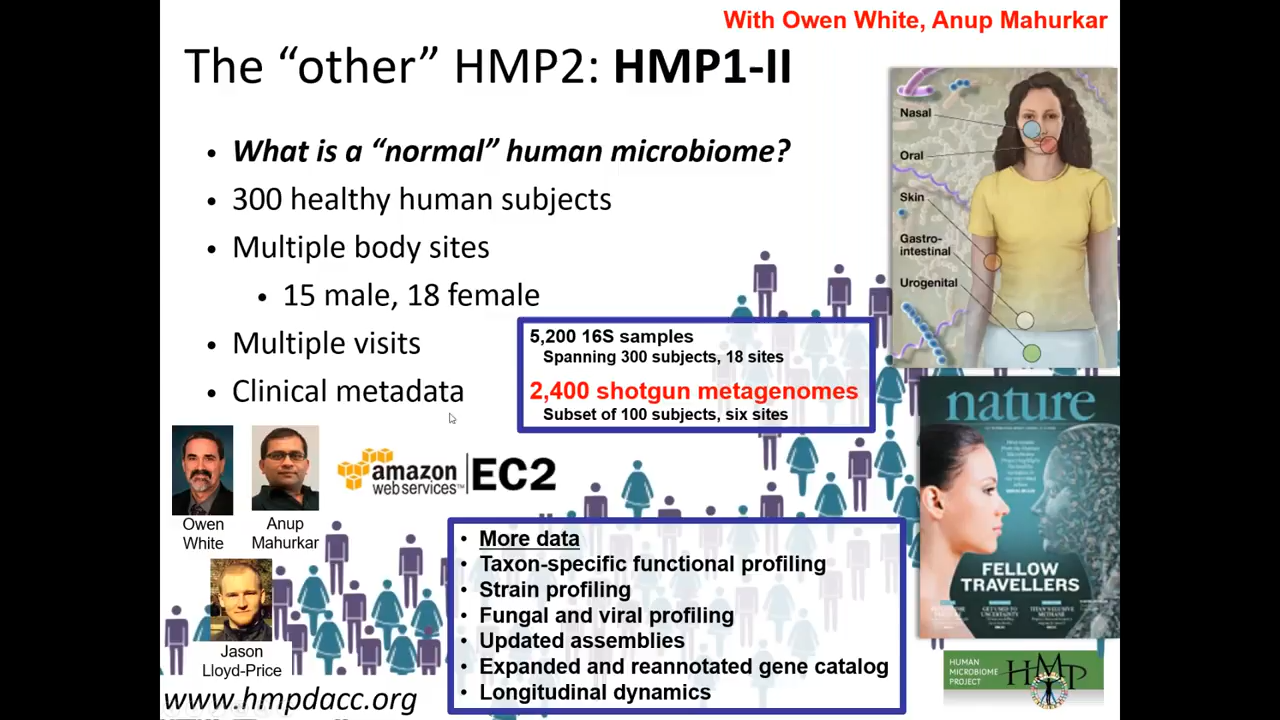 With Owen White, Anup Mahurkar
The “other” HMP2: HMP1-II
• What is a “normal” human microbiome?
• 300 healthy human subjects
• Multiple body sites
• 15 male, 18 female
• Multiple visits
• Clinical metadata
5,200 16S samples
Spanning 300 subjects, 18 sites
2,400 shotgun metagenomes
Subset of 100 subjects, six sites
Nasal
Oral
Skin
Gastro-
intestinal
Urogenital
nature
FELLOW
TRAVELLERS
Owen
White
Anup
Mahurkar
amazon
web services™
EC2
Jason
Lloyd-Price
• More data
• Taxon-specific functional profiling
• Strain profiling
• Fungal and viral profiling
• Updated assemblies
• Expanded and reannotated gene catalog
• Longitudinal dynamics
HUMAN
MICROBIOME
PROJECT
HMP
www.hmpdacc.org